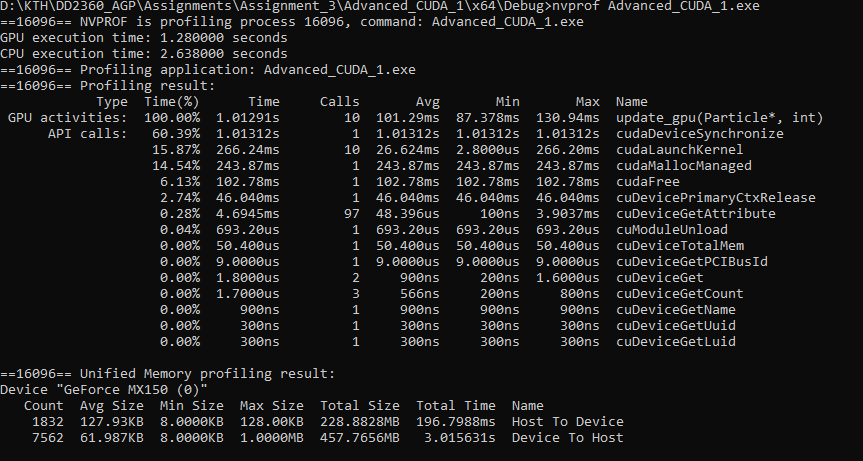 D:\KTH\DD2360_AGP\Assignments\Assignment_3\Advanced_CUDA_1\x64\Debug>nvprof Advanced_CUDA_1.exe
==16096== NVPROF is profiling process 16096, command: Advanced_CUDA_1.exe
GPU execution time: 1.280000 seconds
CPU execution time: 2.638000 seconds
==16096== Profiling application: Advanced_CUDA_1.exe
==16096== Profiling result:
            Type  Time(%)      Time     Calls       Avg       Min       Max  Name
 GPU activities:  100.00%  1.01291s        10  101.29ms  87.378ms  130.94ms  update_gpu(Particle*, int)
      API calls:   60.39%  1.01312s         1  1.01312s  1.01312s  1.01312s  cudaDeviceSynchronize
                   15.87%  266.24ms        10  26.624ms  2.8000us  266.20ms  cudaLaunchKernel
                   14.54%  243.87ms         1  243.87ms  243.87ms  243.87ms  cudaMallocManaged
                    6.13%  102.78ms         1  102.78ms  102.78ms  102.78ms  cudaFree
                    2.74%  46.040ms         1  46.040ms  46.040ms  46.040ms  cuDevicePrimaryCtxRelease
                    0.28%  4.6945ms        97  48.396us     100ns  3.9037ms  cuDeviceGetAttribute
                    0.04%  693.20us         1  693.20us  693.20us  693.20us  cuModuleUnload
                    0.00%  50.400us         1  50.400us  50.400us  50.400us  cuDeviceTotalMem
                    0.00%  9.0000us         1  9.0000us  9.0000us  9.0000us  cuDeviceGetPCIBusId
                    0.00%  1.8000us         2     900ns     200ns  1.6000us  cuDeviceGet
                    0.00%  1.7000us         3     566ns     200ns     800ns  cuDeviceGetCount
                    0.00%     900ns         1     900ns     900ns     900ns  cuDeviceGetName
                    0.00%     300ns         1     300ns     300ns     300ns  cuDeviceGetUuid
                    0.00%     300ns         1     300ns     300ns     300ns  cuDeviceGetLuid
==16096== Unified Memory profiling result:
Device "GeForce MX150 (0)"
   Count  Avg Size  Min Size  Max Size  Total Size  Total Time  Name
    1832  127.93KB  8.0000KB  128.00KB  228.8828MB  196.7988ms  Host To Device
    7562  61.987KB  8.0000KB  1.0000MB  457.7656MB   3.015631s  Device To Host